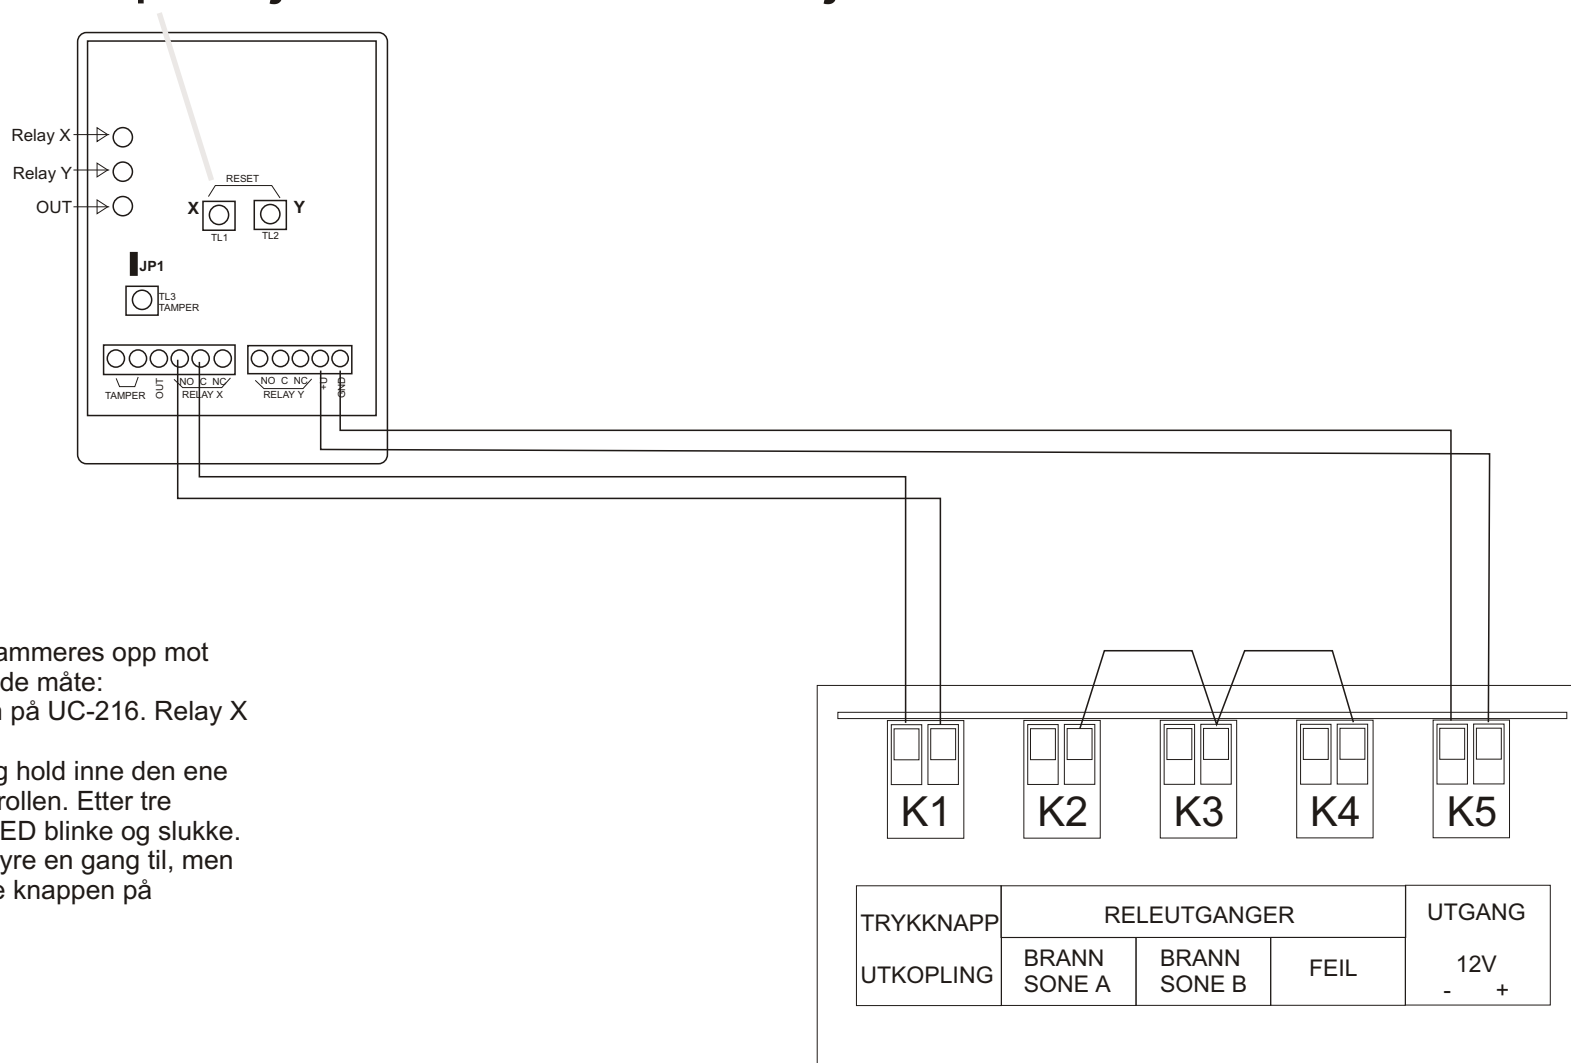 Relay X
Relay Y
OUT
RESET
X
Y
TL1
TL2
JP1
TL3
TAMPER
NO C NC
NO C NC
+U
GND
OUT
TAMPER
RELAY X
RELAY Y
ammeres opp mot
de måte:
på UC-216. Relay X
hold inne den ene
rollen. Etter tre
ED blinke og slukke.
yre en gang til, men
e knappen på
K1
K2
K3
K4
K5
TRYKKNAPP
UTKOPLING
RELEUTGANGER
BRANN
SONE A
BRANN
SONE B
FEIL
UTGANG
12V
- +